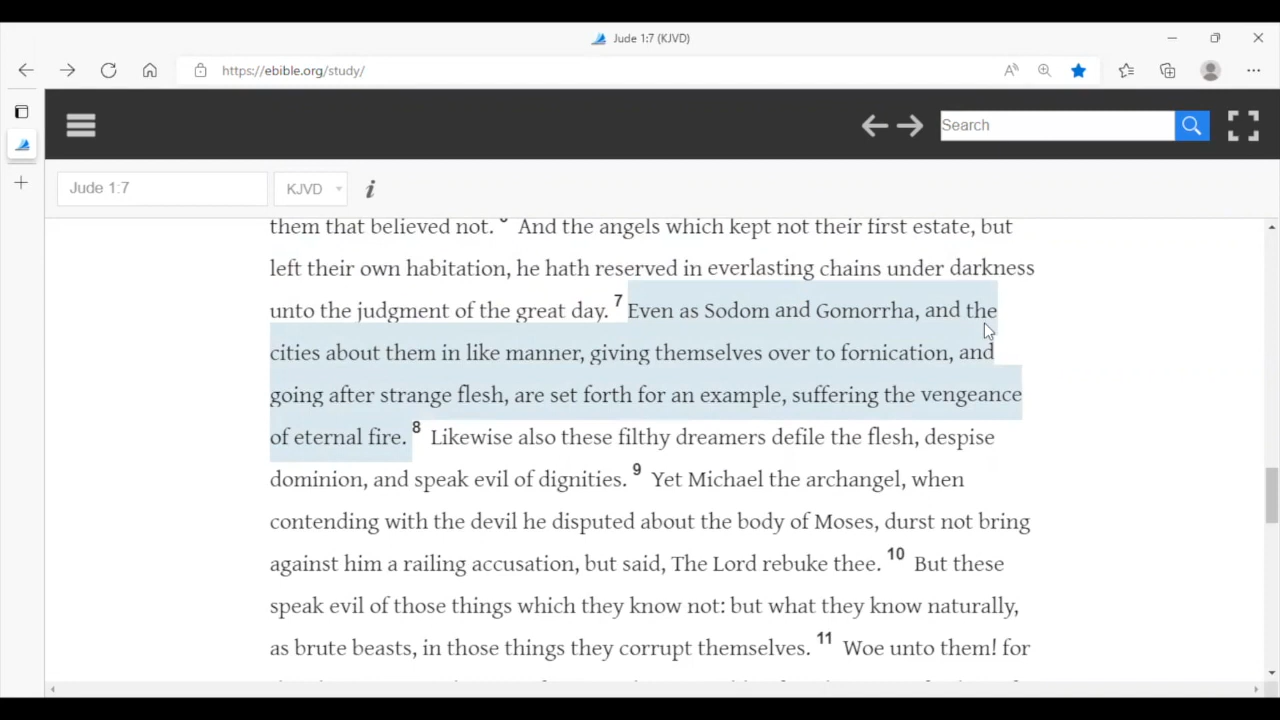 Jude 1:7 (KJVD)
https://ebible.org/study/
Search
Jude 1:7 KJVD i
them that believed not. 6 And the angels which kept not their first estate, but
left their own habitation, he hath reserved in everlasting chains under darkness
unto the judgment of the great day. 7 Even as Sodom and Gomorrha, and the
cities about them in like manner, giving themselves over to fornication, and
going after strange flesh, are set forth for an example, suffering the vengeance
of eternal fire. 8 Likewise also these filthy dreamers defile the flesh, despise
dominion, and speak evil of dignities. 9 Yet Michael the archangel, when
contending with the devil he disputed about the body of Moses, durst not bring
against him a railing accusation, but said, The Lord rebuke thee. 10 But these
speak evil of those things which they know not: but what they know naturally,
as brute beasts, in those things they corrupt themselves. 11 Woe unto them! for